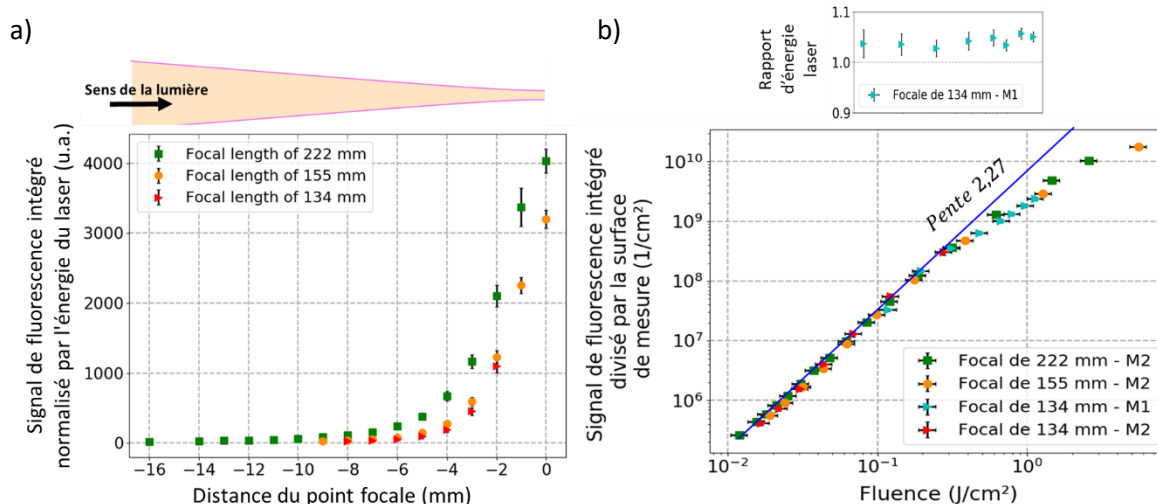 a)
Sens de la lumière
Signal de fluorescence intégré
normalisé par l'énergie du laser (u.a.)
4000
3000
2000
1000
0
Focal length of 222 mm
Focal length of 155 mm
Focal length of 134 mm
−16
−14
−12
−10
−8
−6
−4
−2
0
Distance du point focale (mm)
b)
Rapport
d'énergie
laser
1.1
1.0
0.9
Focale de 134 mm - M1
Signal de fluorescence intégré
divisé par la surface
de mesure (1/cm²)
10¹⁰
10⁹
10⁸
10⁷
10⁶
Pente 2,27
Focal de 222 mm - M2
Focal de 155 mm - M2
Focal de 134 mm - M1
Focal de 134 mm - M2
10⁻²
10⁻¹
10⁰
Fluence (J/cm²)